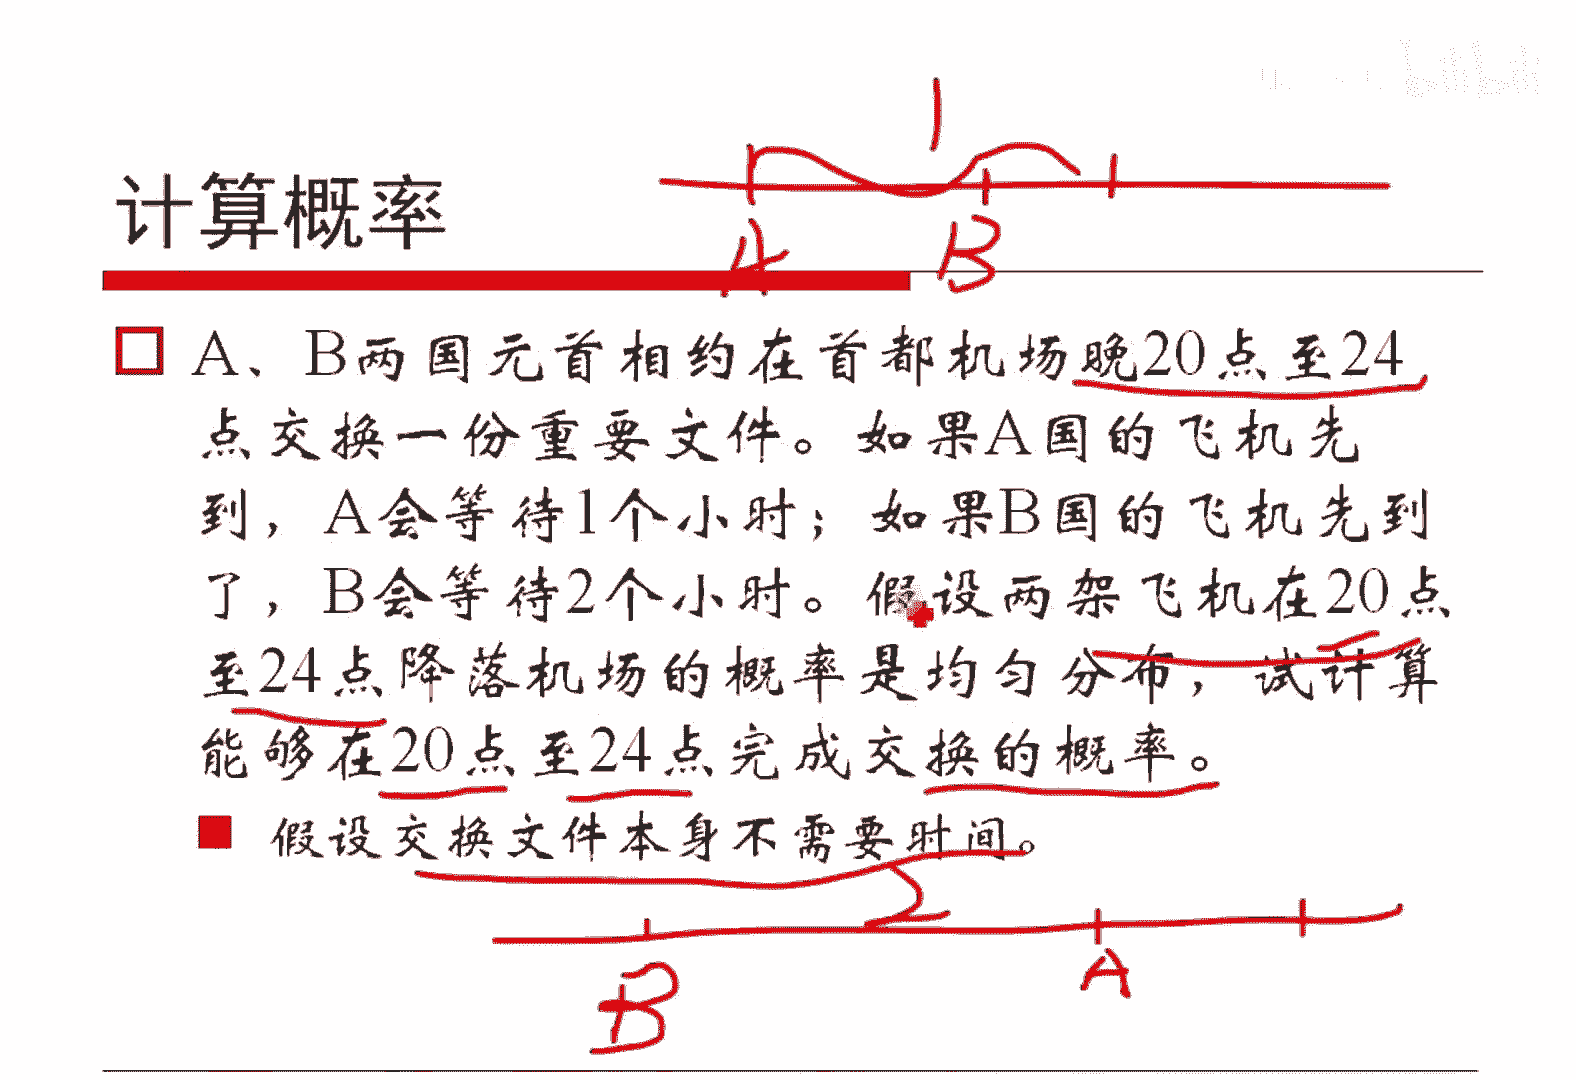 bilibili
1
计算概率
A B
A、B两国元首相约在首都机场晚20点至24
点交换一份重要文件。如果A国的飞机先
到，A会等待1个小时；如果B国的飞机先到
了，B会等待2个小时。假设两架飞机在20点
至24点降落机场的概率是均匀分布，试计算
能够在20点至24点完成交换的概率。
假设交换文件本身不需要时间。
2
B A